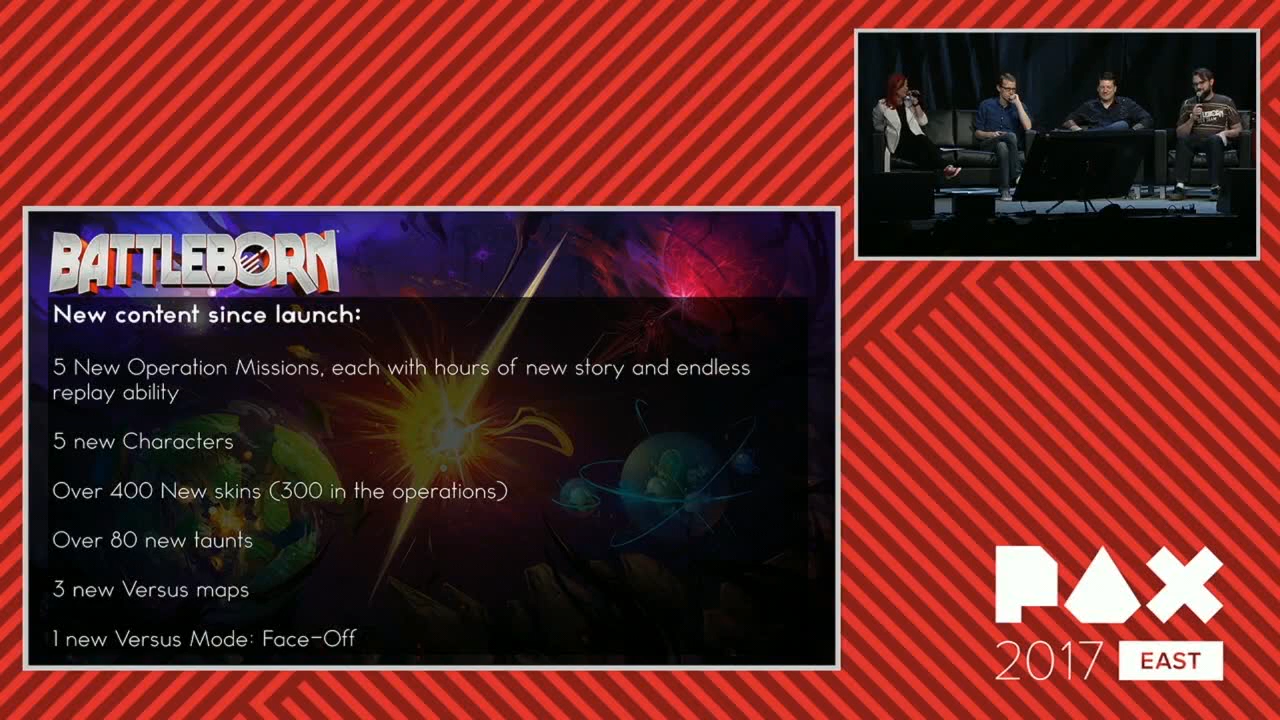 BATTLEBORN
New content since launch:
5 New Operation Missions, each with hours of new story and endless
replay ability
5 new Characters
Over 400 New skins (300 in the operations)
Over 80 new taunts
3 new Versus maps
1 new Versus Mode: Face-Off
PAX
2017 EAST